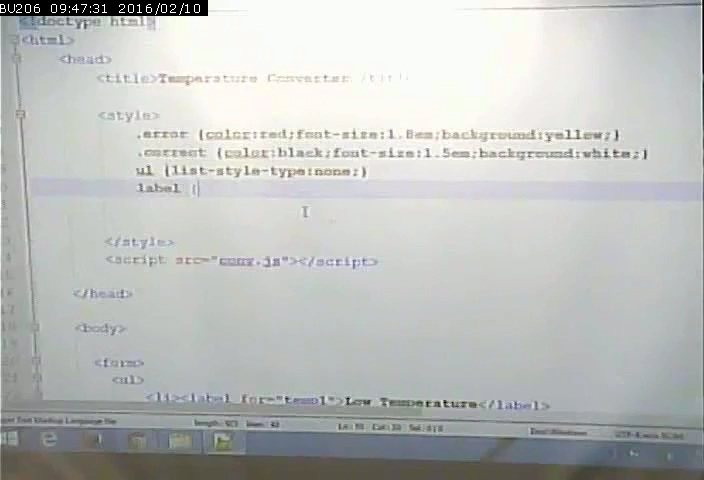 BU206 09:47:31 2016/02/10
<!doctype html>
<html>
<head>
<title>Temperature Converter</title>
<style>
.error {color:red;font-size:1.8em;background:yellow;}
.correct {color:black;font-size:1.5em;background:white;}
ul {list-style-type:none;}
label {
</style>
<script src="conv.js"></script>
</head>
<body>
<form>
<ul>
<li><label for="temp1">Low Temperature</label>